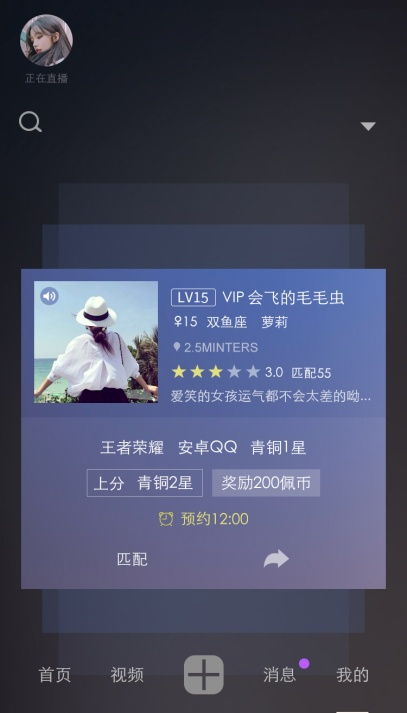 正在直播
LV15 VIP 会飞的毛毛虫
♀15 双鱼座 萝莉
2.5MINTERS
3.0 匹配55
爱笑的女孩运气都不会太差的呦...
王者荣耀 安卓QQ 青铜1星
上分 青铜2星 奖励200佩币
预约12:00
匹配
首页 视频 消息 我的